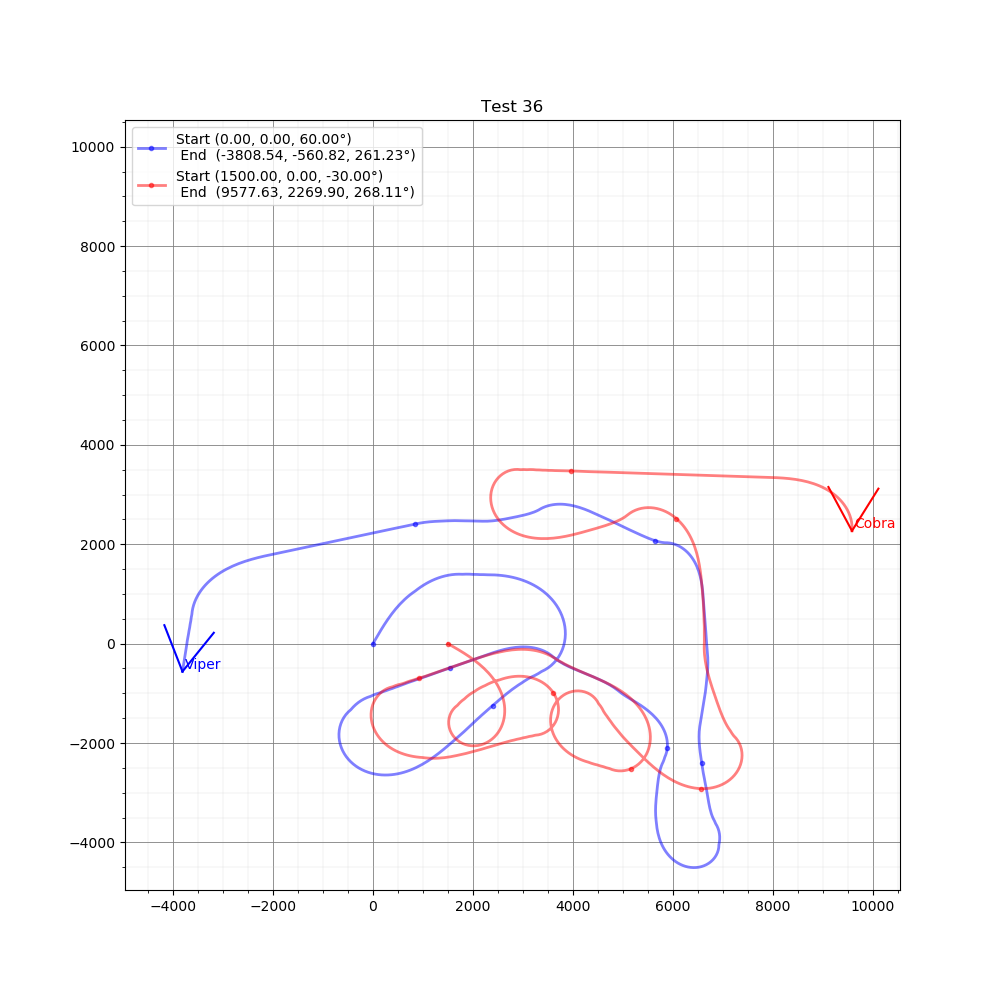 Test 36
Start (0.00, 0.00, 60.00°)
End (-3808.54, -560.82, 261.23°)
Start (1500.00, 0.00, -30.00°)
End (9577.63, 2269.90, 268.11°)
10000
8000
6000
4000
2000
0
−2000
−4000
Cobra
Viper
−4000 −2000 0 2000 4000 6000 8000 10000